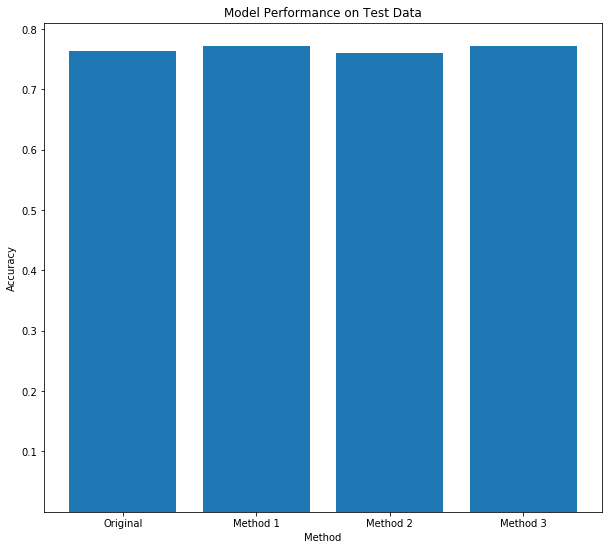 Model Performance on Test Data
0.8
0.7
0.6
0.5
0.4
0.3
0.2
0.1
Accuracy
Original Method 1 Method 2 Method 3
Method